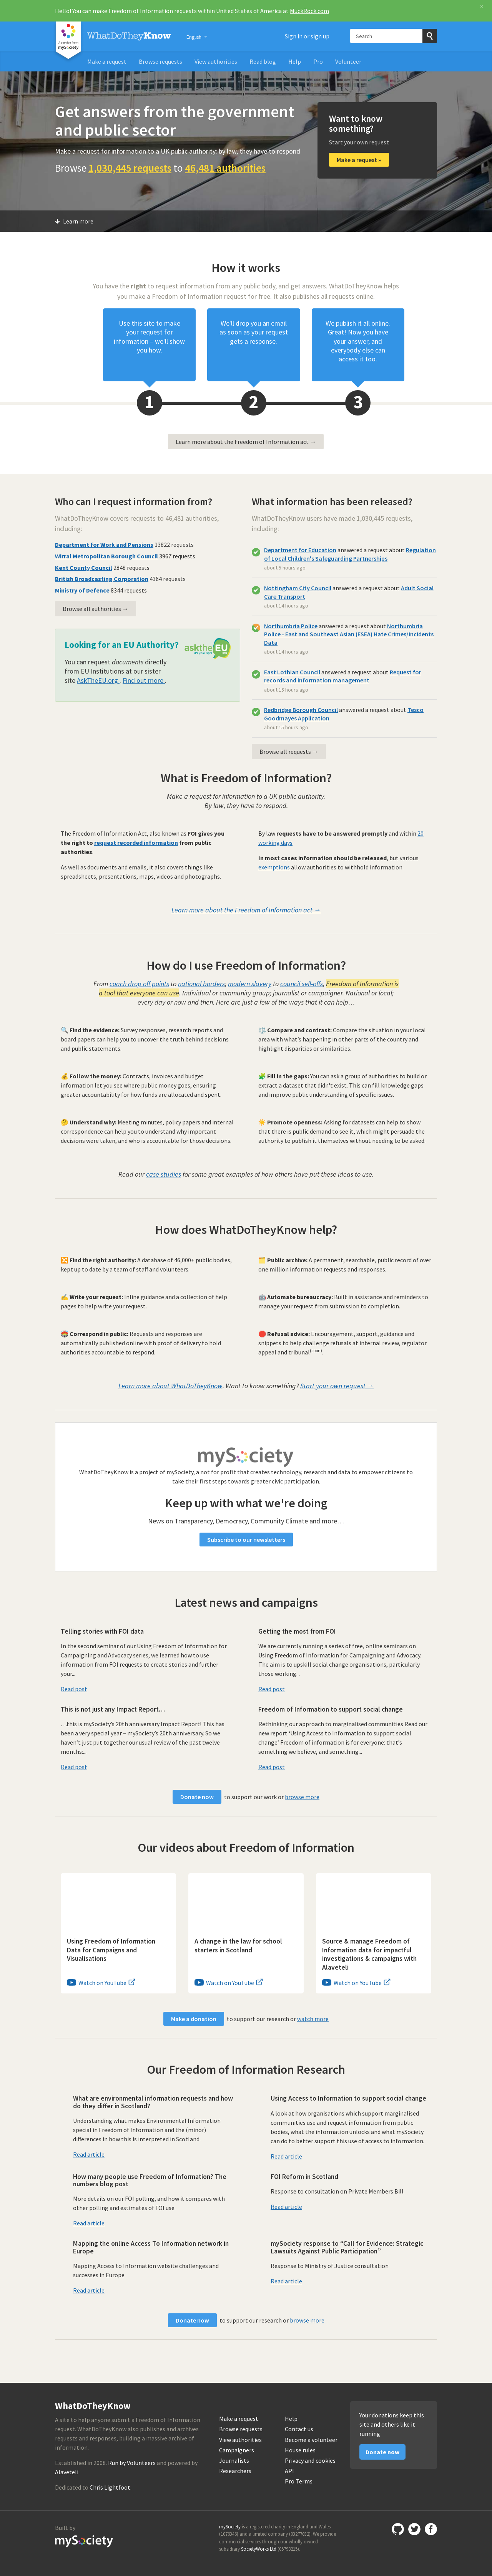 Hello! You can make Freedom of Information requests within United States of America at MuckRock.com
×
a service from
mySociety
WhatDoTheyKnow
English
Sign in or sign up
Search
Make a request
Browse requests
View authorities
Read blog
Help
Pro
Volunteer
Get answers from the government
and public sector
Make a request for information to a UK public authority: by law, they have to respond
Browse 1,030,445 requests to 46,481 authorities
Want to know
something?
Start your own request
Make a request »
Learn more
How it works
You have the right to request information from any public body, and get answers. WhatDoTheyKnow helps
you make a Freedom of Information request for free. It also publishes all requests online.
Use this site to make
your request for
information – we'll show
you how.
We'll drop you an email
as soon as your request
gets a response.
We publish it all online.
Great! Now you have
your answer, and
everybody else can
access it too.
1
2
3
Learn more about the Freedom of Information act →
Who can I request information from?
WhatDoTheyKnow covers requests to 46,481 authorities,
including:
Department for Work and Pensions 13822 requests
Wirral Metropolitan Borough Council 3967 requests
Kent County Council 2848 requests
British Broadcasting Corporation 4364 requests
Ministry of Defence 8344 requests
Browse all authorities →
Looking for an EU Authority?
asktheEU
it's your right
You can request documents directly
from EU Institutions at our sister
site AskTheEU.org . Find out more .
What information has been released?
WhatDoTheyKnow users have made 1,030,445 requests,
including:
Department for Education answered a request about Regulation
of Local Children's Safeguarding Partnerships
about 5 hours ago
Nottingham City Council answered a request about Adult Social
Care Transport
about 14 hours ago
Northumbria Police answered a request about Northumbria
Police - East and Southeast Asian (ESEA) Hate Crimes/Incidents
Data
about 14 hours ago
East Lothian Council answered a request about Request for
records and information management
about 15 hours ago
Redbridge Borough Council answered a request about Tesco
Goodmayes Application
about 15 hours ago
Browse all requests →
What is Freedom of Information?
Make a request for information to a UK public authority.
By law, they have to respond.
The Freedom of Information Act, also known as FOI gives you
the right to request recorded information from public
authorities.
As well as documents and emails, it also covers things like
spreadsheets, presentations, maps, videos and photographs.
By law requests have to be answered promptly and within 20
working days.
In most cases information should be released, but various
exemptions allow authorities to withhold information.
Learn more about the Freedom of Information act →
How do I use Freedom of Information?
From coach drop off points to national borders; modern slavery to council sell-offs, Freedom of Information is
a tool that everyone can use. Individual or community group; journalist or campaigner. National or local;
every day or now and then. Here are just a few of the ways that it can help…
🔍 Find the evidence: Survey responses, research reports and
board papers can help you to uncover the truth behind decisions
and public statements.
⚖️ Compare and contrast: Compare the situation in your local
area with what’s happening in other parts of the country and
highlight disparities or similarities.
💰 Follow the money: Contracts, invoices and budget
information let you see where public money goes, ensuring
greater accountability for how funds are allocated and spent.
🧩 Fill in the gaps: You can ask a group of authorities to build or
extract a dataset that didn't exist. This can fill knowledge gaps
and improve public understanding of specific issues.
🤔 Understand why: Meeting minutes, policy papers and internal
correspondence can help you to understand why important
decisions were taken, and who is accountable for those decisions.
🌞 Promote openness: Asking for datasets can help to show
that there is public demand to see it, which might persuade the
authority to publish it themselves without needing to be asked.
Read our case studies for some great examples of how others have put these ideas to use.
How does WhatDoTheyKnow help?
🔀 Find the right authority: A database of 46,000+ public bodies,
kept up to date by a team of staff and volunteers.
🗂️ Public archive: A permanent, searchable, public record of over
one million information requests and responses.
✍️ Write your request: Inline guidance and a collection of help
pages to help write your request.
🤖 Automate bureaucracy: Built in assistance and reminders to
manage your request from submission to completion.
📮 Correspond in public: Requests and responses are
automatically published online with proof of delivery to hold
authorities accountable to respond.
🛑 Refusal advice: Encouragement, support, guidance and
snippets to help challenge refusals at internal review, regulator
appeal and tribunal(soon).
Learn more about WhatDoTheyKnow. Want to know something? Start your own request →
mySociety
WhatDoTheyKnow is a project of mySociety, a not for profit that creates technology, research and data to empower citizens to
take their first steps towards greater civic participation.
Keep up with what we're doing
News on Transparency, Democracy, Community Climate and more…
Subscribe to our newsletters
Latest news and campaigns
Telling stories with FOI data
In the second seminar of our Using Freedom of Information for
Campaigning and Advocacy series, we learned how to use
information from FOI requests to create stories and further
your...
Read post
Getting the most from FOI
We are currently running a series of free, online seminars on
Using Freedom of Information for Campaigning and Advocacy.
The aim is to upskill social change organisations, particularly
those working...
Read post
This is not just any Impact Report…
…this is mySociety’s 20th anniversary Impact Report! This has
been a very special year – mySociety’s 20th anniversary. So we
haven’t just put together our usual review of the past twelve
months:...
Read post
Freedom of Information to support social change
Rethinking our approach to marginalised communities Read our
new report ‘Using Access to Information to support social
change’ Freedom of information is for everyone: that’s
something we believe, and something...
Read post
Donate now to support our work or browse more
Our videos about Freedom of Information
Using Freedom of Information
Data for Campaigns and
Visualisations
Watch on YouTube
A change in the law for school
starters in Scotland
Watch on YouTube
Source & manage Freedom of
Information data for impactful
investigations & campaigns with
Alaveteli
Watch on YouTube
Make a donation to support our research or watch more
Our Freedom of Information Research
What are environmental information requests and how
do they differ in Scotland?
Understanding what makes Environmental Information
special in Freedom of Information and the (minor)
differences in how this is interpreted in Scotland.
Read article
Using Access to Information to support social change
A look at how organisations which support marginalised
communities use and request information from public
bodies, what the information unlocks and what mySociety
can do to better support this use of access to information.
Read article
How many people use Freedom of Information? The
numbers blog post
More details on our FOI polling, and how it compares with
other polling and estimates of FOI use.
Read article
FOI Reform in Scotland
Response to consultation on Private Members Bill
Read article
Mapping the online Access To Information network in
Europe
Mapping Access to Information website challenges and
successes in Europe
Read article
mySociety response to “Call for Evidence: Strategic
Lawsuits Against Public Participation”
Response to Ministry of Justice consultation
Read article
Donate now to support our research or browse more
WhatDoTheyKnow
A site to help anyone submit a Freedom of Information
request. WhatDoTheyKnow also publishes and archives
requests and responses, building a massive archive of
information.
Established in 2008. Run by Volunteers and powered by
Alaveteli.
Dedicated to Chris Lightfoot.
Make a request
Browse requests
View authorities
Campaigners
Journalists
Researchers
Help
Contact us
Become a volunteer
House rules
Privacy and cookies
API
Pro Terms
Your donations keep this
site and others like it
running
Donate now
Built by
mySociety
mySociety is a registered charity in England and Wales
(1076346) and a limited company (03277032). We provide
commercial services through our wholly owned
subsidiary SocietyWorks Ltd (05798215).